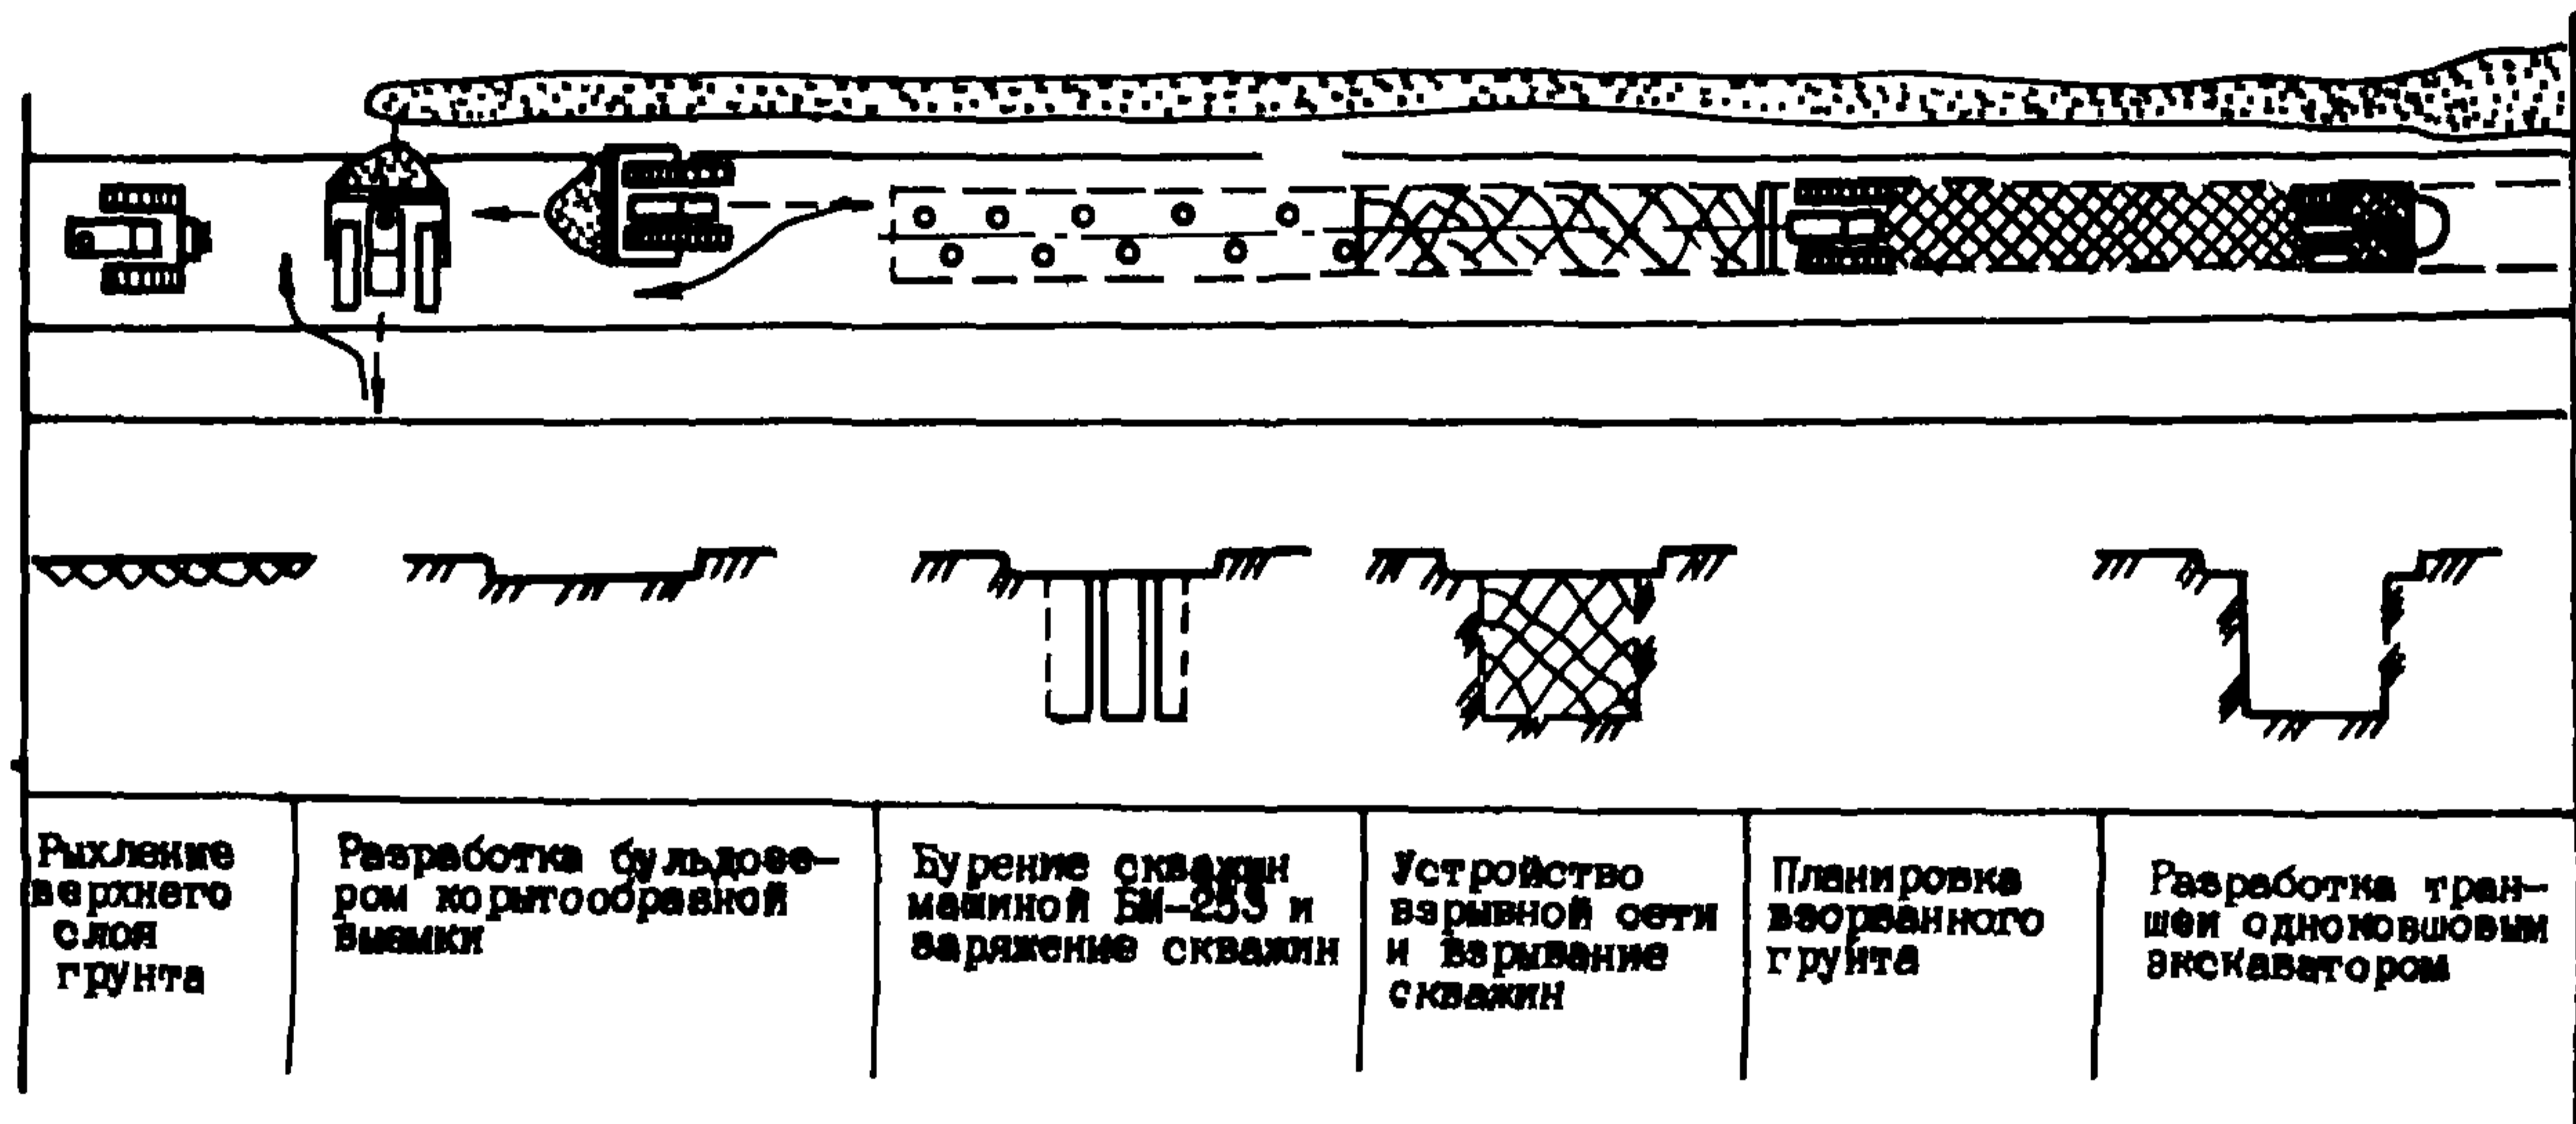 Рыхление
верхнего
слоя
грунта
Разработка бульдозе-
ром корытообразной
выемки
Бурение скважин
машиной БМ-253 и
заряжение скважин
Устройство
взрывной сети
и взрывание
скважин
Планировка
взорванного
грунта
Разработка тран-
шеи одноковшовым
экскаватором